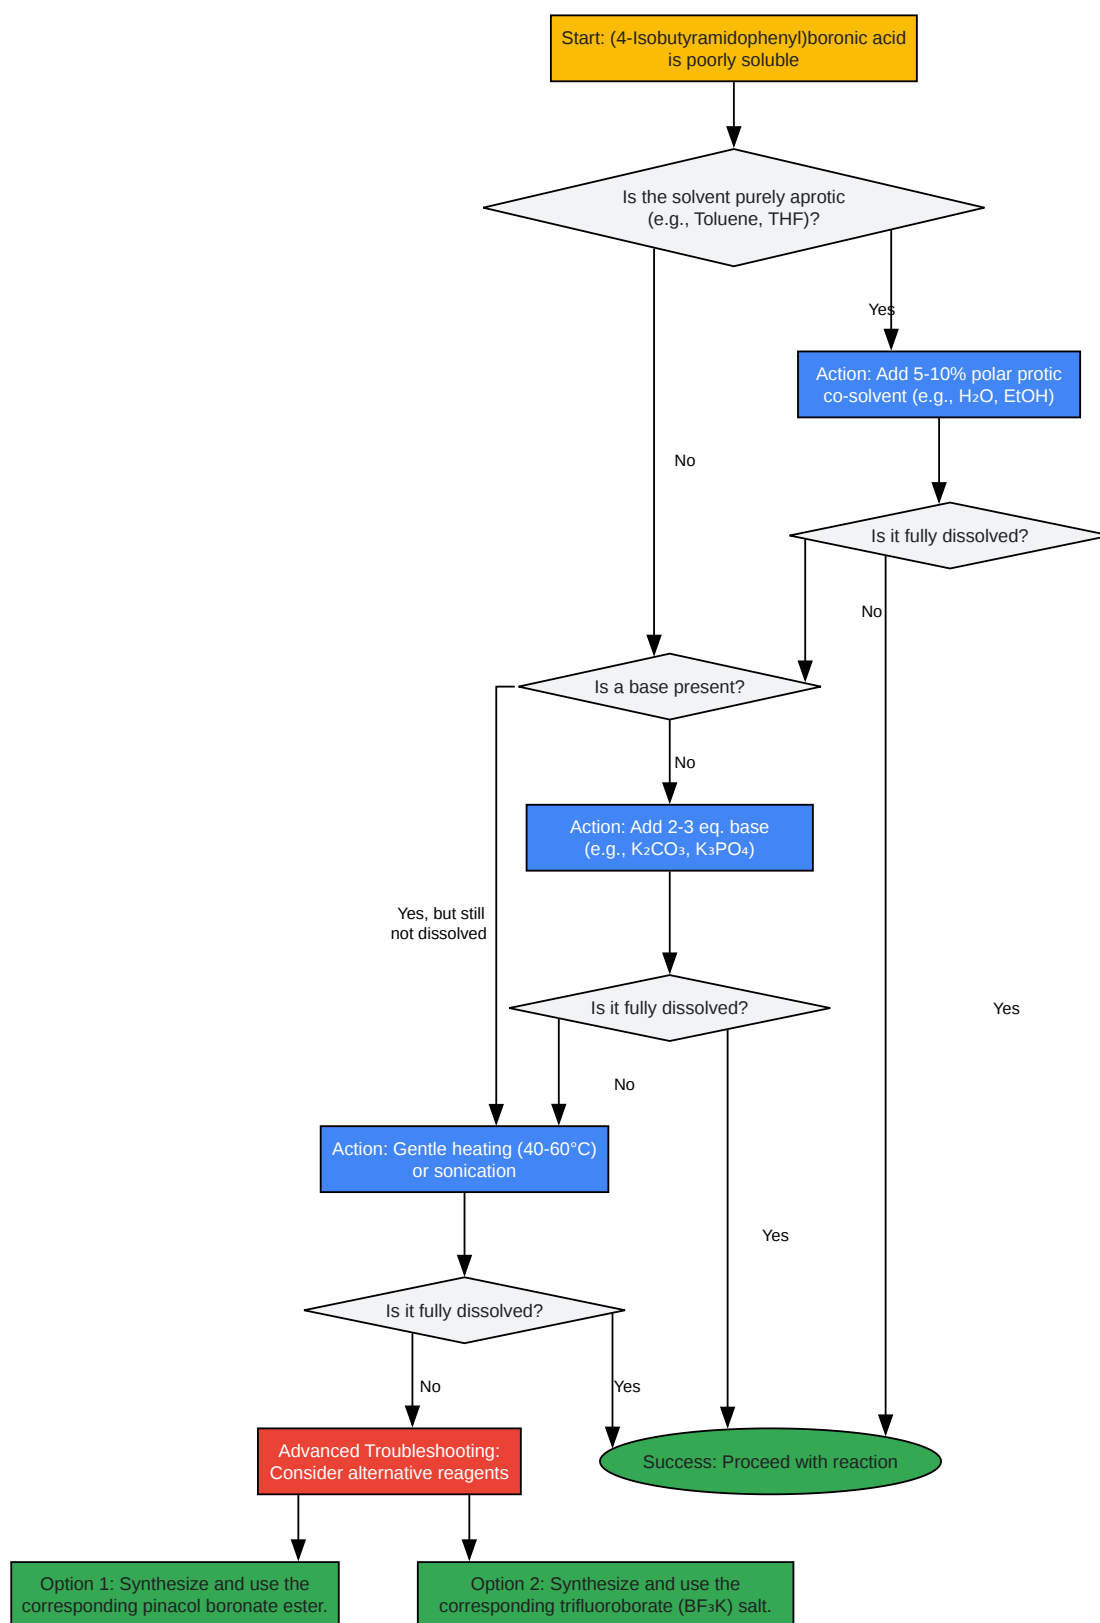 Start: (4-Isobutyramidophenyl)boronic acid
is poorly soluble
Is the solvent purely aprotic
(e.g., Toluene, THF)?
Yes
Action: Add 5-10% polar protic
co-solvent (e.g., H₂O, EtOH)
No
Is it fully dissolved?
No
Is a base present?
No
Action: Add 2-3 eq. base
(e.g., K₂CO₃, K₃PO₄)
Yes, but still
not dissolved
Is it fully dissolved?
Yes
No
Action: Gentle heating (40-60°C)
or sonication
Yes
Is it fully dissolved?
No
Yes
Advanced Troubleshooting:
Consider alternative reagents
Success: Proceed with reaction
Option 1: Synthesize and use the
corresponding pinacol boronate ester.
Option 2: Synthesize and use the
corresponding trifluoroborate (BF₃K) salt.